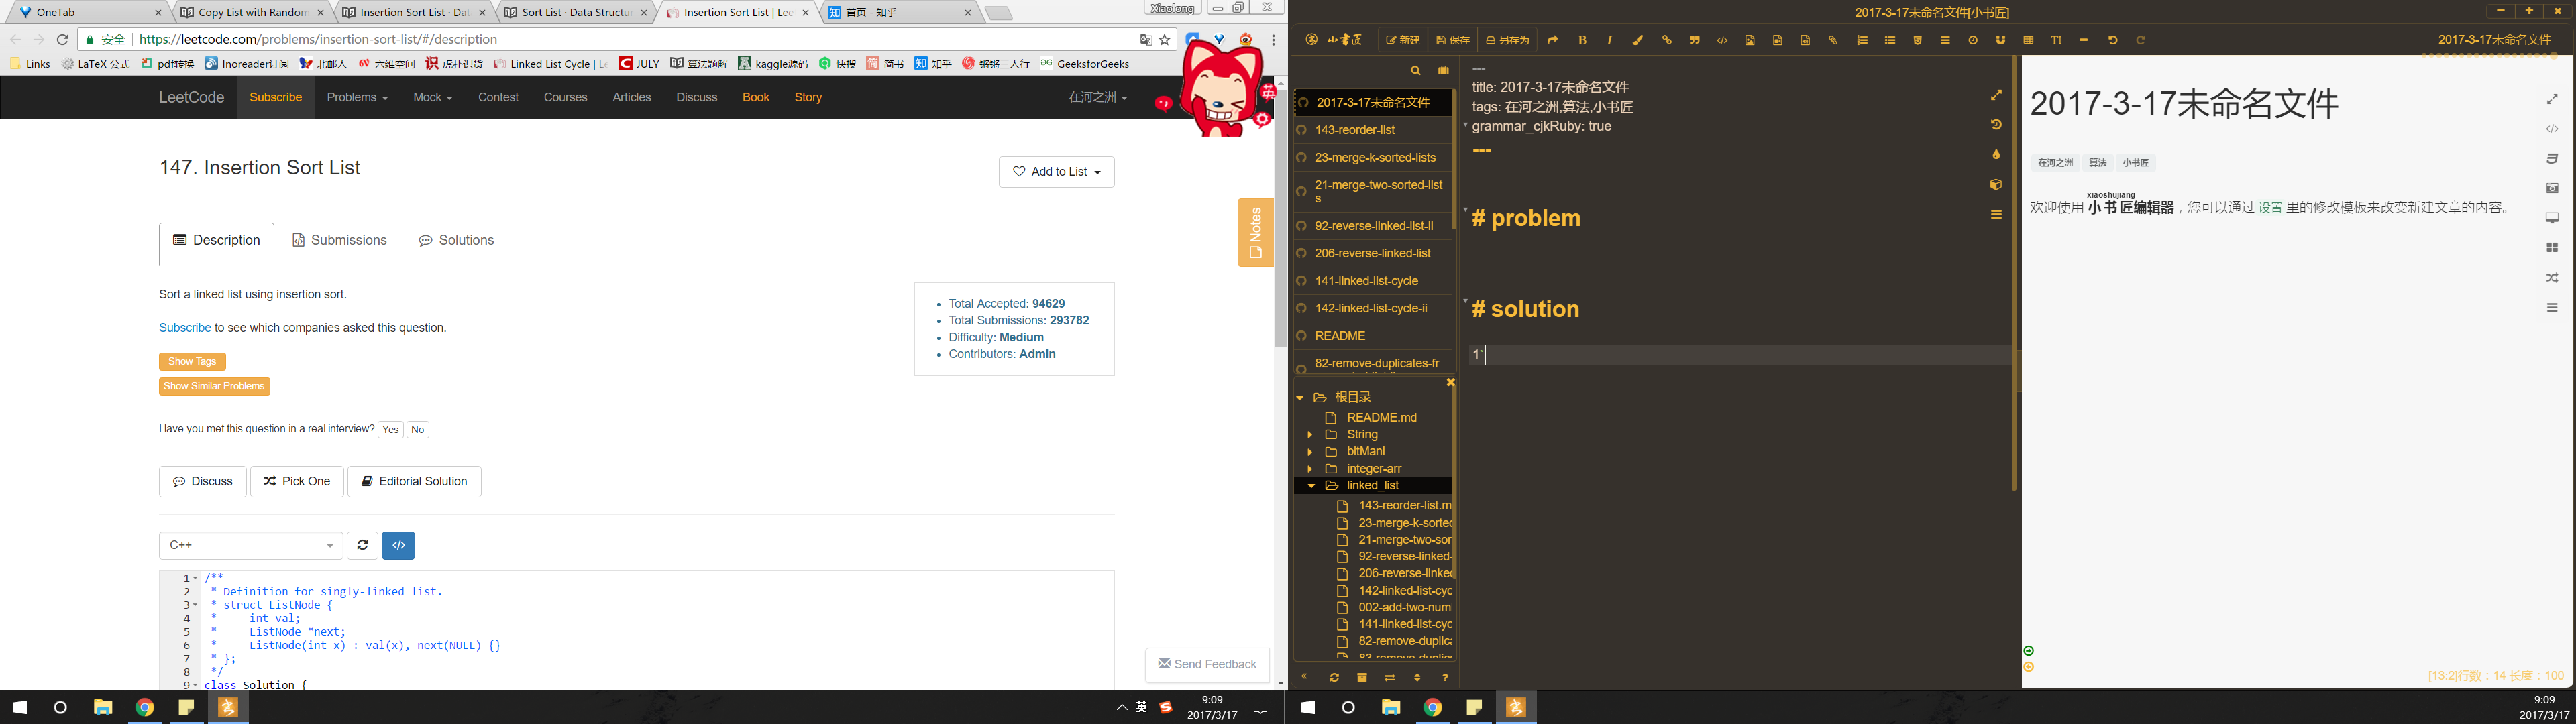 OneTab
Copy List with Random
Insertion Sort List · Da
Sort List · Data Structu
Insertion Sort List | Lee
首页 - 知乎
Xiaolong
安全 | https://leetcode.com/problems/insertion-sort-list/#/description
Links
LaTeX 公式
pdf转换
Inoreader订阅
北邮人
六维空间
虎扑识货
Linked List Cycle | Le
JULY
算法题解
kaggle源码
快搜
简书
知乎
锵锵三人行
GeeksforGeeks
LeetCode
Subscribe
Problems
Mock
Contest
Courses
Articles
Discuss
Book
Story
在河之洲
英
147. Insertion Sort List
Add to List
Notes
Description
Submissions
Solutions
Sort a linked list using insertion sort.
Subscribe to see which companies asked this question.
Show Tags
Show Similar Problems
Total Accepted: 94629
Total Submissions: 293782
Difficulty: Medium
Contributors: Admin
Have you met this question in a real interview? Yes No
Discuss
Pick One
Editorial Solution
C++
1 /**
2 * Definition for singly-linked list.
3 * struct ListNode {
4 * int val;
5 * ListNode *next;
6 * ListNode(int x) : val(x), next(NULL) {}
7 * };
8 */
9 class Solution {
Send Feedback
英
9:09
2017/3/17
2017-3-17未命名文件[小书匠]
小书匠
新建
保存
另存为
2017-3-17未命名文件
2017-3-17未命名文件
143-reorder-list
23-merge-k-sorted-lists
21-merge-two-sorted-list
s
92-reverse-linked-list-ii
206-reverse-linked-list
141-linked-list-cycle
142-linked-list-cycle-ii
README
82-remove-duplicates-fr
根目录
README.md
String
bitMani
integer-arr
linked_list
143-reorder-list.m
23-merge-k-sorted
21-merge-two-sor
92-reverse-linked-
206-reverse-linke
142-linked-list-cyc
002-add-two-num
141-linked-list-cyc
82-remove-duplica
83-remove-duplic
---
title: 2017-3-17未命名文件
tags: 在河之洲,算法,小书匠
grammar_cjkRuby: true
---
# problem
# solution
1`
2017-3-17未命名文件
在河之洲
算法
小书匠
xiaoshujiang
欢迎使用 小书匠编辑器，您可以通过 设置 里的修改模板来改变新建文章的内容。
[13:2]行数：14 长度：100
9:09
2017/3/17